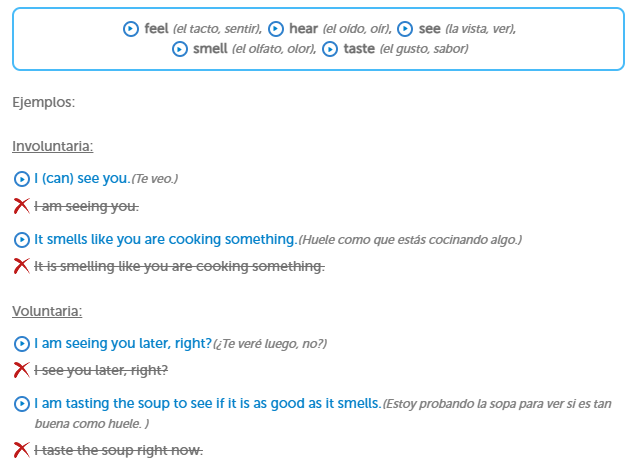 feel (el tacto, sentir), hear (el oído, oír), see (la vista, ver),
smell (el olfato, olor), taste (el gusto, sabor)
Ejemplos:
Involuntaria:
I (can) see you.(Te veo.)
I am seeing you.
It smells like you are cooking something.(Huele como que estás cocinando algo.)
It is smelling like you are cooking something.
Voluntaria:
I am seeing you later, right?(¿Te veré luego, no?)
I see you later, right?
I am tasting the soup to see if it is as good as it smells.(Estoy probando la sopa para ver si es tan
buena como huele. )
I taste the soup right now.